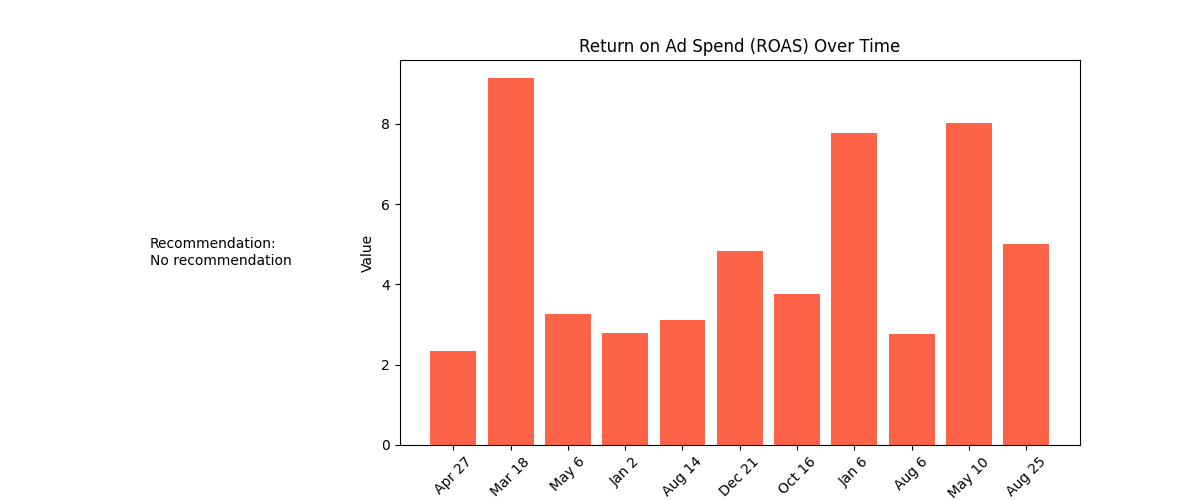 Return on Ad Spend (ROAS) Over Time
Recommendation:
No recommendation
Value
8
6
4
2
0
Apr 27
Mar 18
May 6
Jan 2
Aug 14
Dec 21
Oct 16
Jan 6
Aug 6
May 10
Aug 25